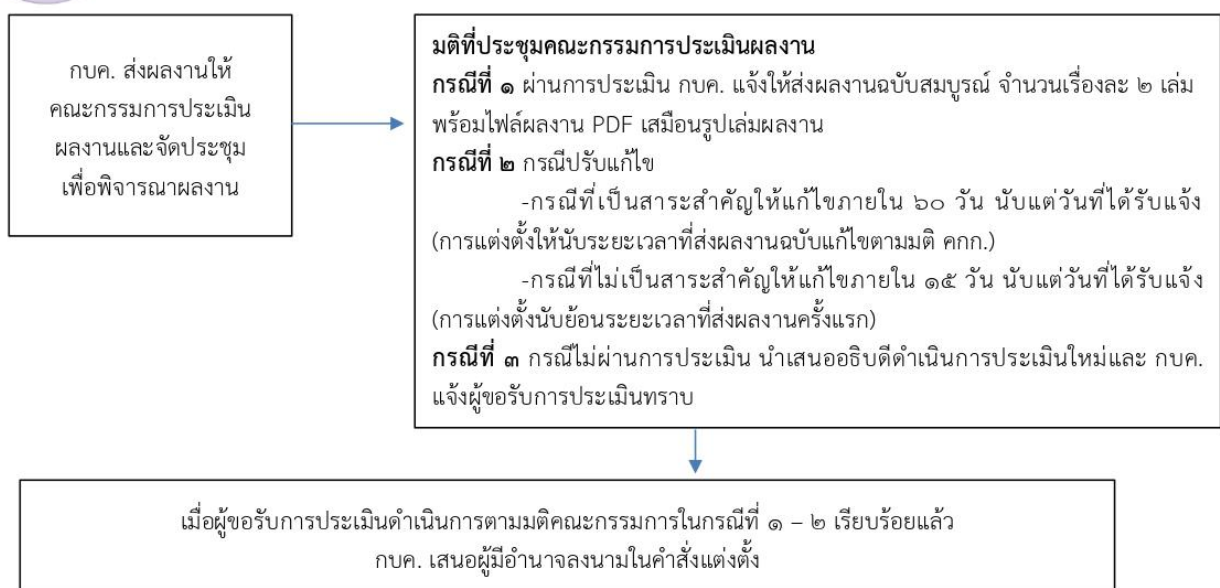 กบค. ส่งผลงานให้
คณะกรรมการประเมิน
ผลงานและจัดประชุม
เพื่อพิจารณาผลงาน
มติที่ประชุมคณะกรรมการประเมินผลงาน
กรณีที่ ๑ ผ่านการประเมิน กบค. แจ้งให้ส่งผลงานฉบับสมบูรณ์ จำนวนเรื่องละ ๒ เล่ม
พร้อมไฟล์ผลงาน PDF เสมือนรูปเล่มผลงาน
กรณีที่ ๒ กรณีปรับแก้ไข
-กรณีที่เป็นสาระสำคัญให้แก้ไขภายใน ๖๐ วัน นับแต่วันที่ได้รับแจ้ง
(การแต่งตั้งให้นับระยะเวลาที่ส่งผลงานฉบับแก้ไขตามมติ คกก.)
-กรณีที่ไม่เป็นสาระสำคัญให้แก้ไขภายใน ๑๕ วัน นับแต่วันที่ได้รับแจ้ง
(การแต่งตั้งนับย้อนระยะเวลาที่ส่งผลงานครั้งแรก)
กรณีที่ ๓ กรณีไม่ผ่านการประเมิน นำเสนออธิบดีดำเนินการประเมินใหม่และ กบค.
แจ้งผู้ขอรับการประเมินทราบ
เมื่อผู้ขอรับการประเมินดำเนินการตามมติคณะกรรมการในกรณีที่ ๑ – ๒ เรียบร้อยแล้ว
กบค. เสนอผู้มีอำนาจลงนามในคำสั่งแต่งตั้ง